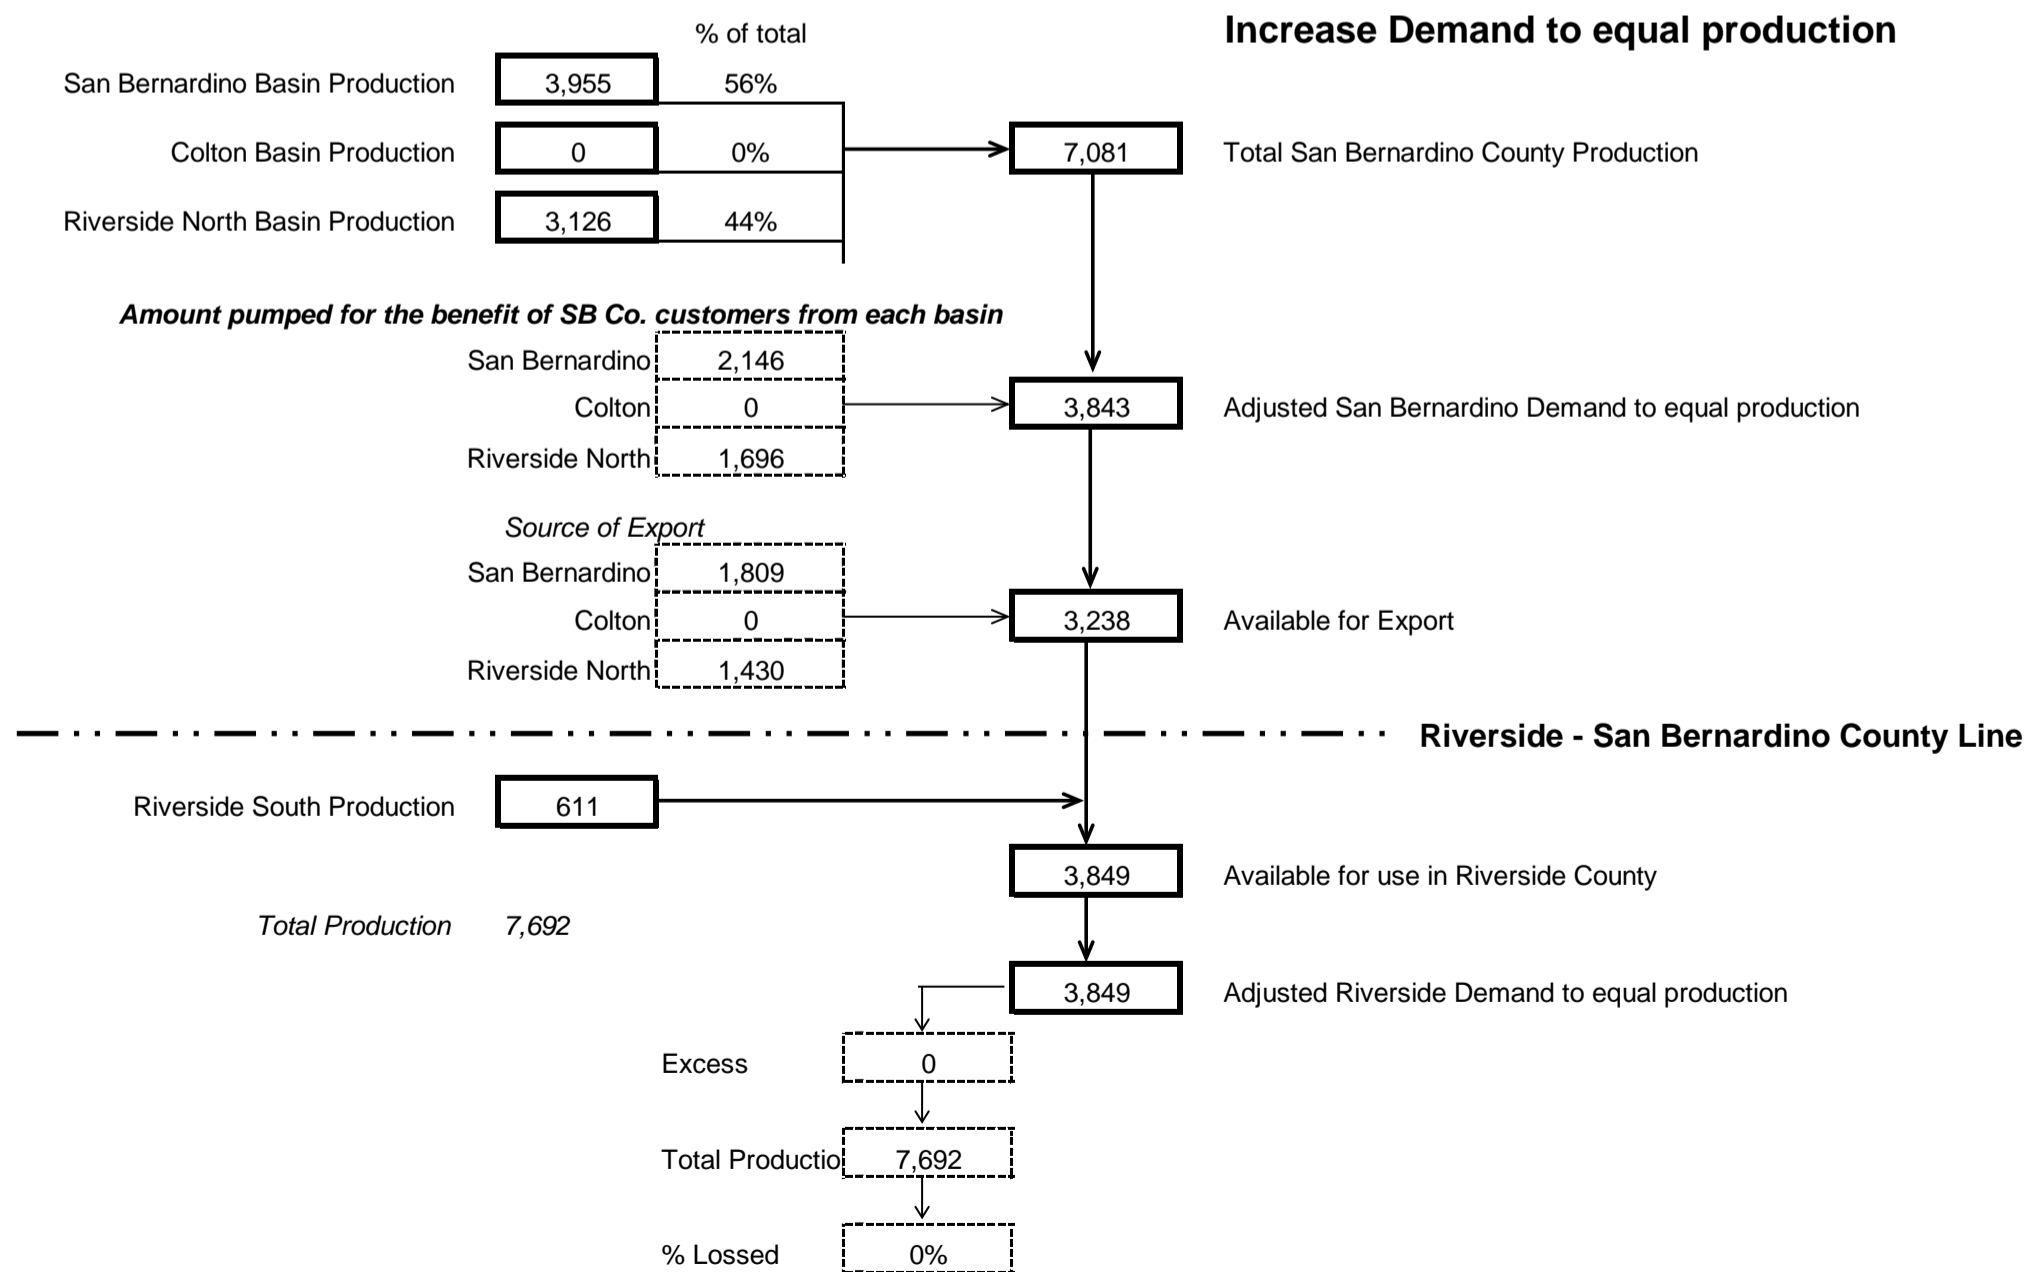 % of total
Increase Demand to equal production
San Bernardino Basin Production 3,955 56%
Colton Basin Production 0 0% 7,081 Total San Bernardino County Production
Riverside North Basin Production 3,126 44%
Amount pumped for the benefit of SB Co. customers from each basin
San Bernardino 2,146
Colton 0 3,843 Adjusted San Bernardino Demand to equal production
Riverside North 1,696
Source of Export
San Bernardino 1,809
Colton 0 3,238 Available for Export
Riverside North 1,430
Riverside - San Bernardino County Line
Riverside South Production 611
3,849 Available for use in Riverside County
Total Production 7,692
3,849 Adjusted Riverside Demand to equal production
Excess 0
Total Productio 7,692
% Lossed 0%